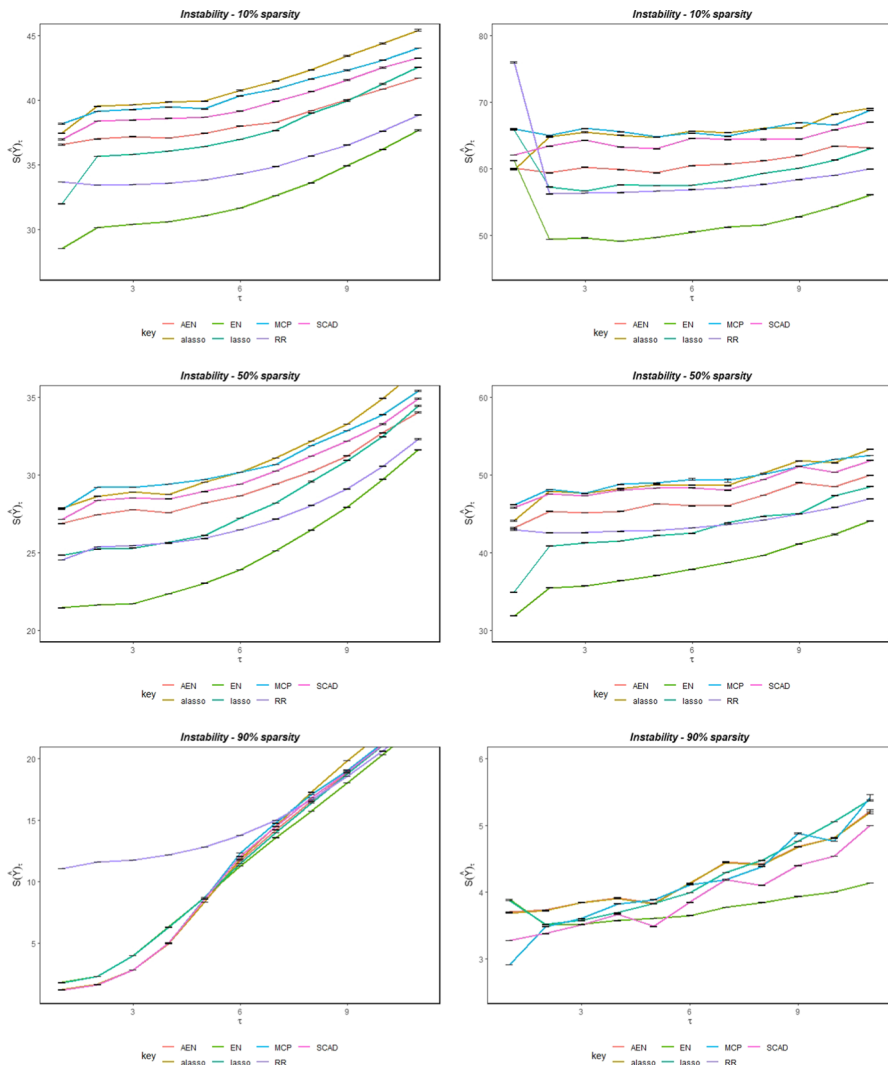 Instability - 10% sparsity
45
40
35
30
S(Ŷ)τ
3
6
9
τ
key
AEN
EN
MCP
SCAD
alasso
lasso
RR
Instability - 10% sparsity
80
70
60
50
S(Ŷ)τ
3
6
9
τ
key
AEN
EN
MCP
SCAD
alasso
lasso
RR
Instability - 50% sparsity
35
30
25
20
S(Ŷ)τ
3
6
9
τ
key
AEN
EN
MCP
SCAD
alasso
lasso
RR
Instability - 50% sparsity
60
50
40
30
S(Ŷ)τ
3
6
9
τ
key
AEN
EN
MCP
SCAD
alasso
lasso
RR
Instability - 90% sparsity
20
15
10
5
S(Ŷ)τ
3
6
9
τ
key
AEN
EN
MCP
SCAD
alasso
lasso
RR
Instability - 90% sparsity
6
5
4
3
S(Ŷ)τ
3
6
9
τ
key
AEN
EN
MCP
SCAD
alasso
lasso
RR